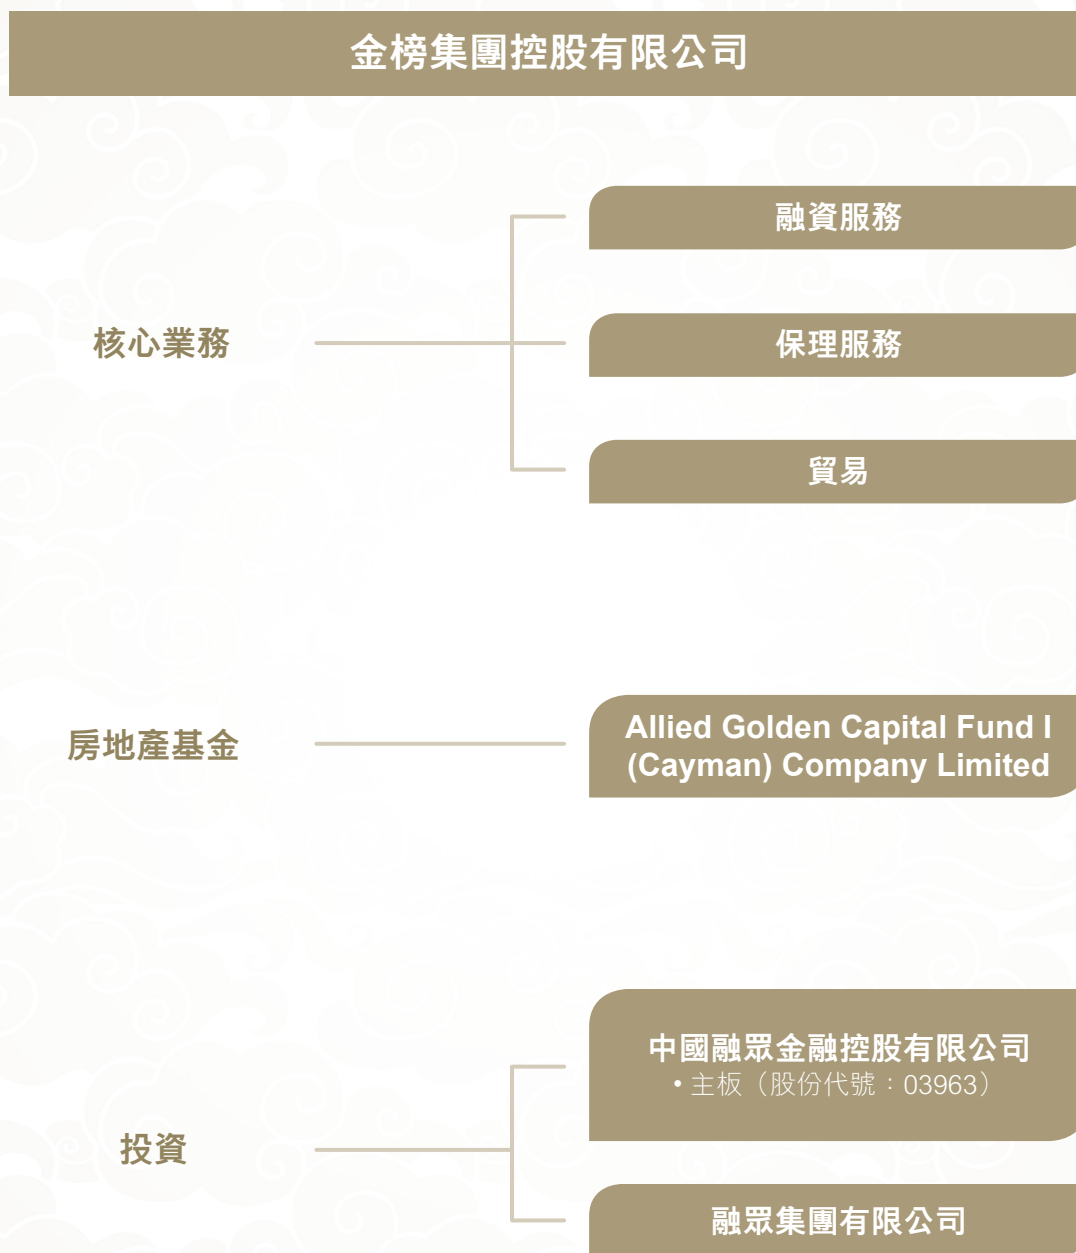 金榜集團控股有限公司
核心業務
融資服務
保理服務
貿易
房地產基金
Allied Golden Capital Fund I
(Cayman) Company Limited
投資
中國融眾金融控股有限公司
• 主板（股份代號：03963）
融眾集團有限公司